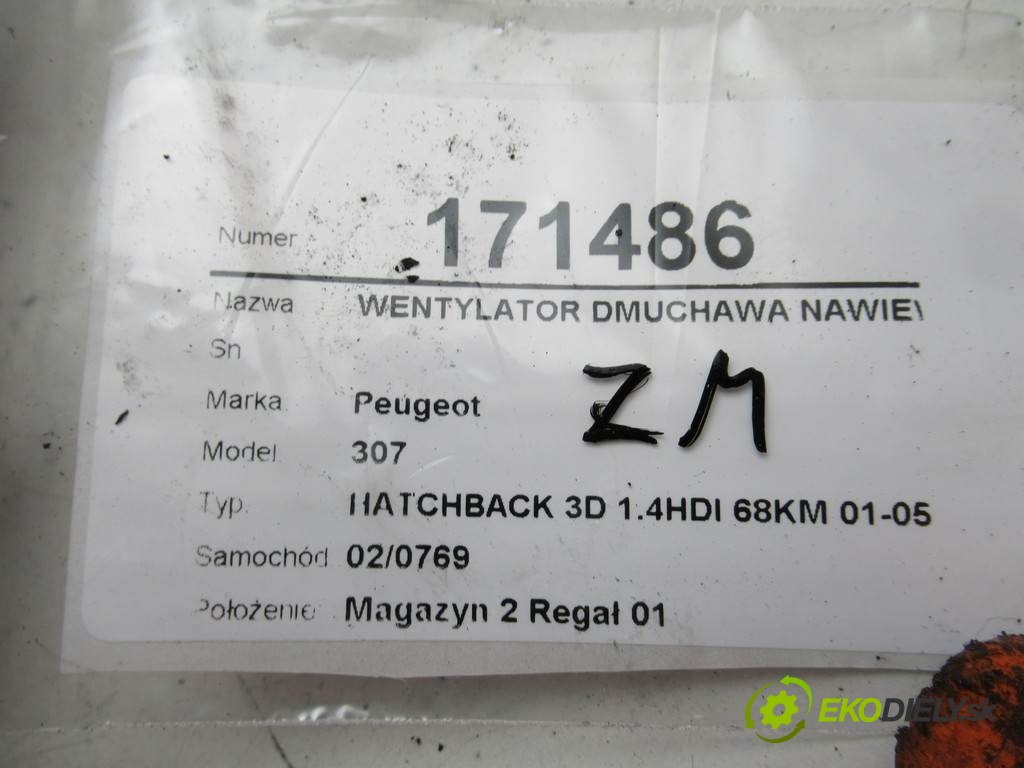 Numer 171486
Nazwa WENTYLATOR DMUCHAWA NAWIEW
Sn
ZM
Marka Peugeot
Model 307
Typ HATCHBACK 3D 1.4HDI 68KM 01-05
Samochód 02/0769
Położenie Magazyn 2 Regał 01
EKODIELY.sk